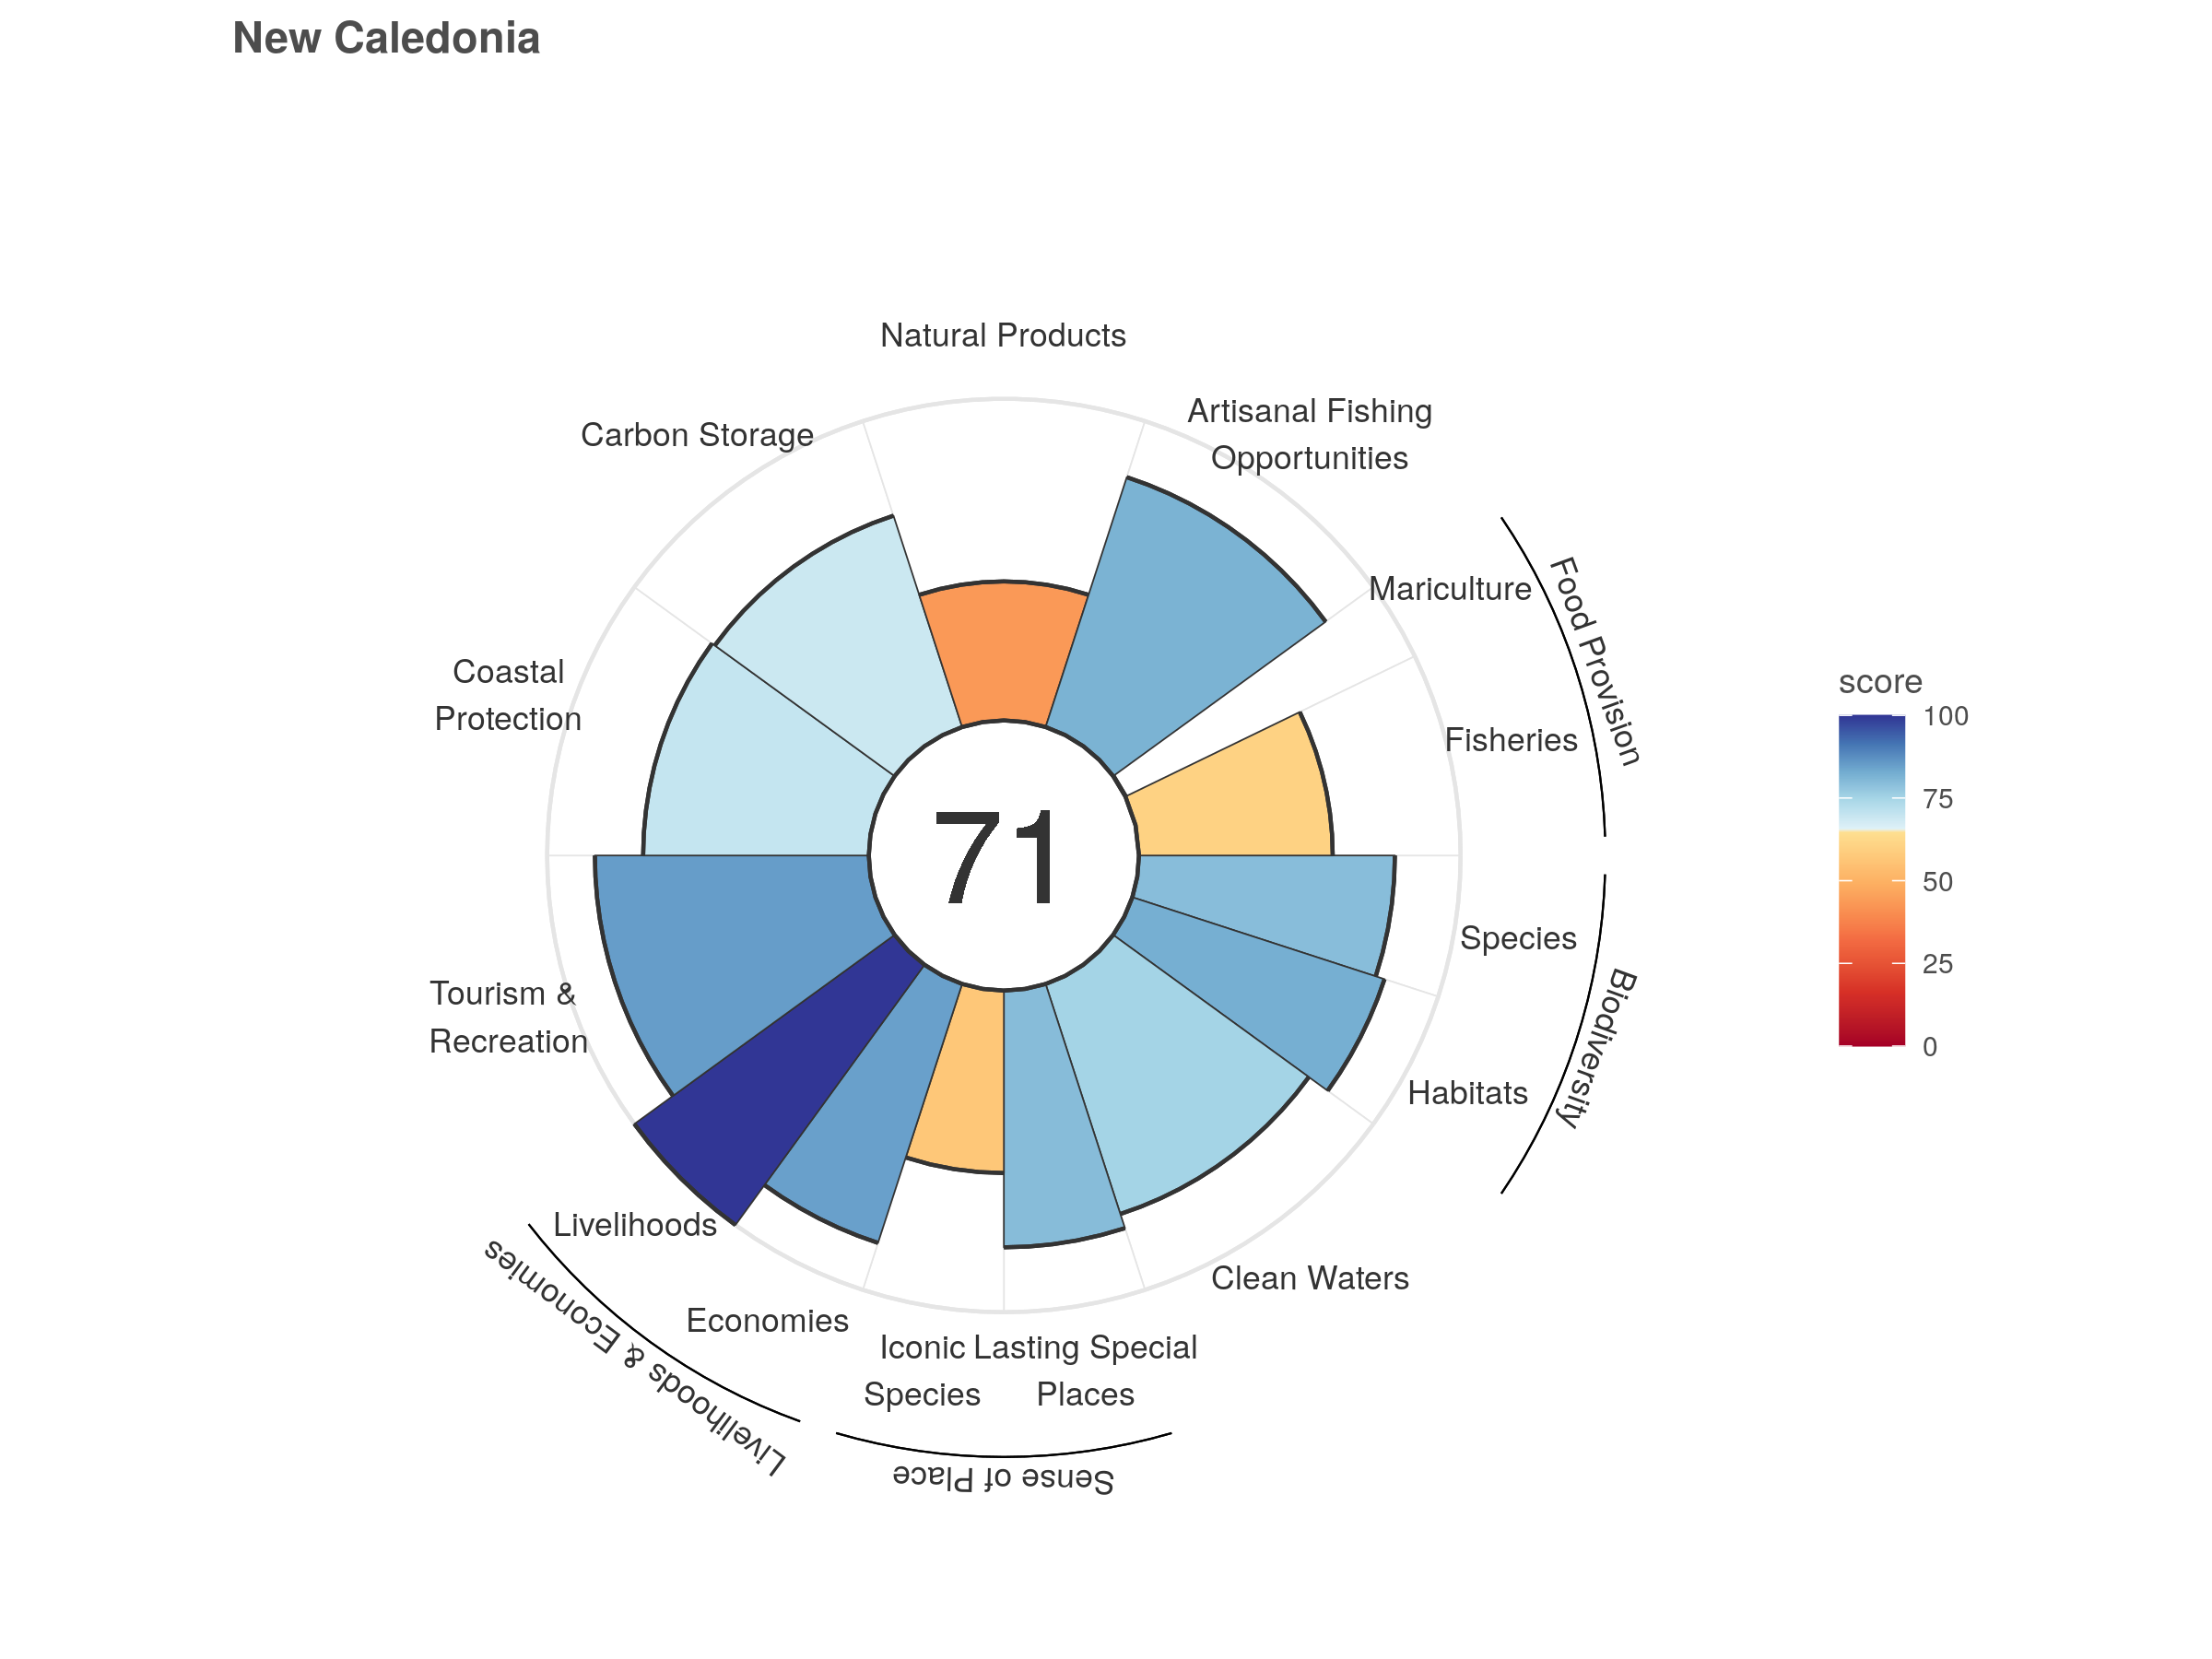 New Caledonia
Natural Products
Artisanal Fishing
Opportunities
Carbon Storage
Mariculture
Food Provision
Coastal
Protection
Fisheries
score
100
75
50
25
0
71
Species
Biodiversity
Tourism &
Recreation
Habitats
Livelihoods
Livelihoods & Economies
Clean Waters
Economies
Iconic
Species
Lasting Special
Places
Sense of Place